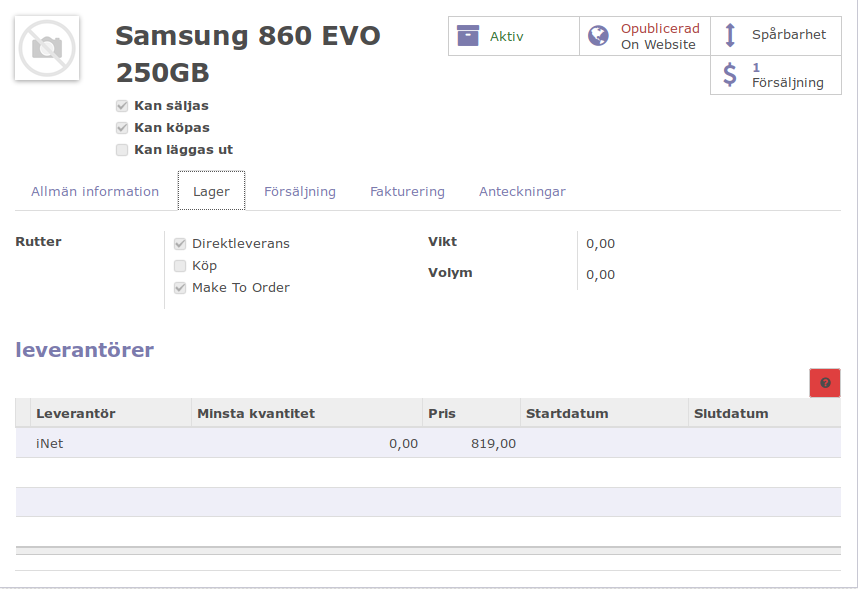 Samsung 860 EVO
250GB
Kan säljas
Kan köpas
Kan läggas ut
Aktiv
Opublicerad
On Website
Spårbarhet
1
Försäljning
Allmän information Lager Försäljning Fakturering Anteckningar
Rutter
Direktleverans
Köp
Make To Order
Vikt 0,00
Volym 0,00
leverantörer
?
Leverantör Minsta kvantitet Pris Startdatum Slutdatum
iNet 0,00 819,00